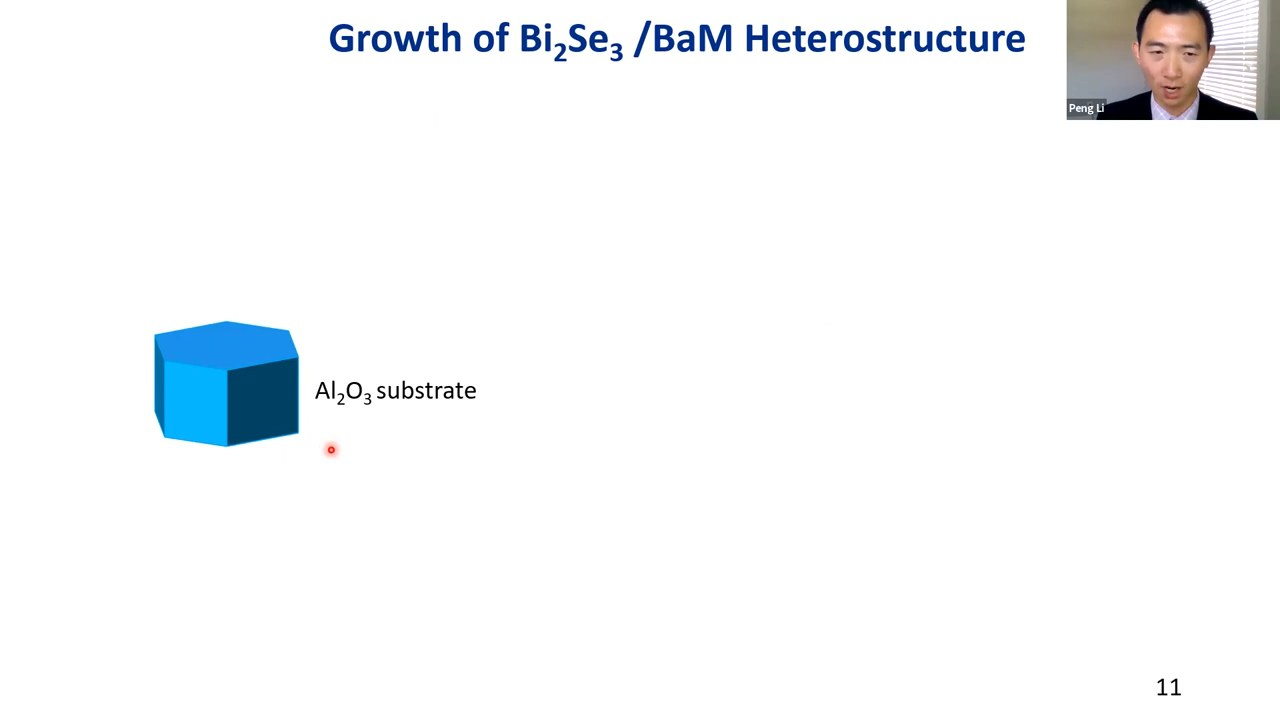 Growth of Bi₂Se₃ /BaM Heterostructure
Peng Li
Al₂O₃ substrate
11